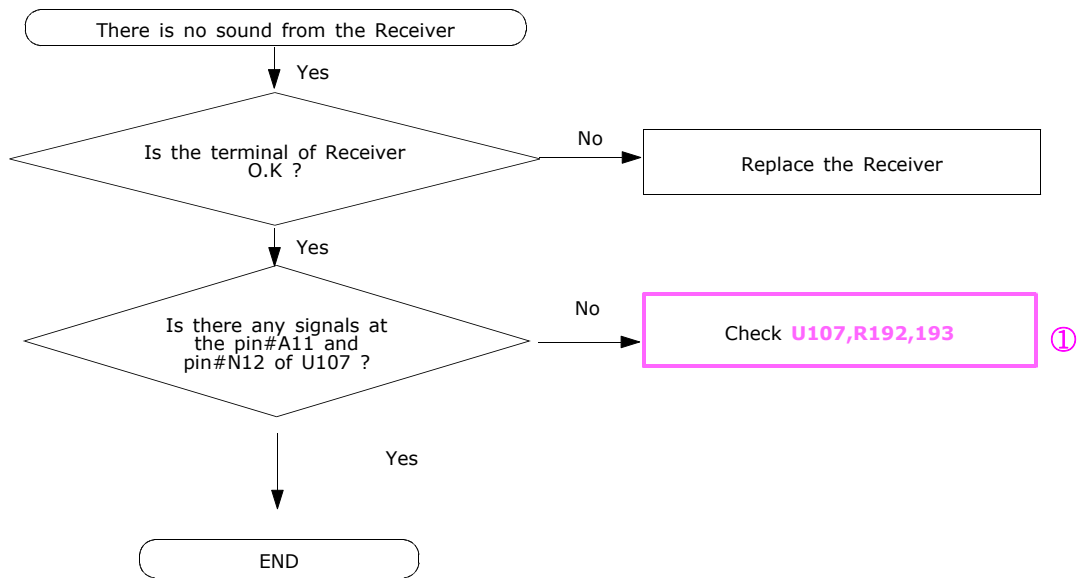 There is no sound from the Receiver
Yes
Is the terminal of Receiver
O.K ?
No
Replace the Receiver
Yes
Is there any signals at
the pin#A11 and
pin#N12 of U107 ?
No
Check U107,R192,193
①
Yes
END